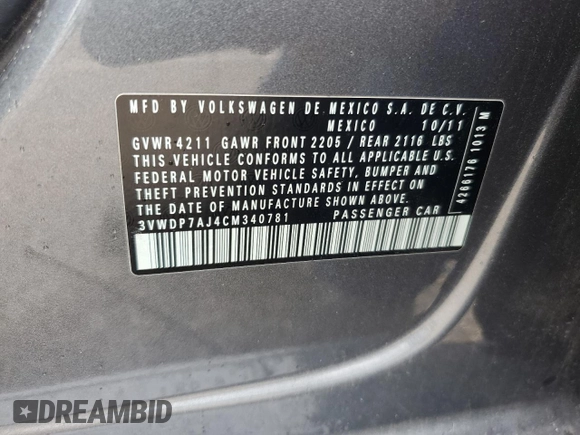 MFD BY VOLKSWAGEN DE MEXICO S.A. DE C.V.
MEXICO 10/11
GVWR 4211 GAWR FRONT 2205 / REAR 2116 LBS
THIS VEHICLE CONFORMS TO ALL APPLICABLE U.S.
FEDERAL MOTOR VEHICLE SAFETY, BUMPER AND
THEFT PREVENTION STANDARDS IN EFFECT ON
THE DATE OF MANUFACTURE SHOWN ABOVE.
3VWDP7AJ4CM340781 PASSENGER CAR
4266176 1013 M
DREAMBID